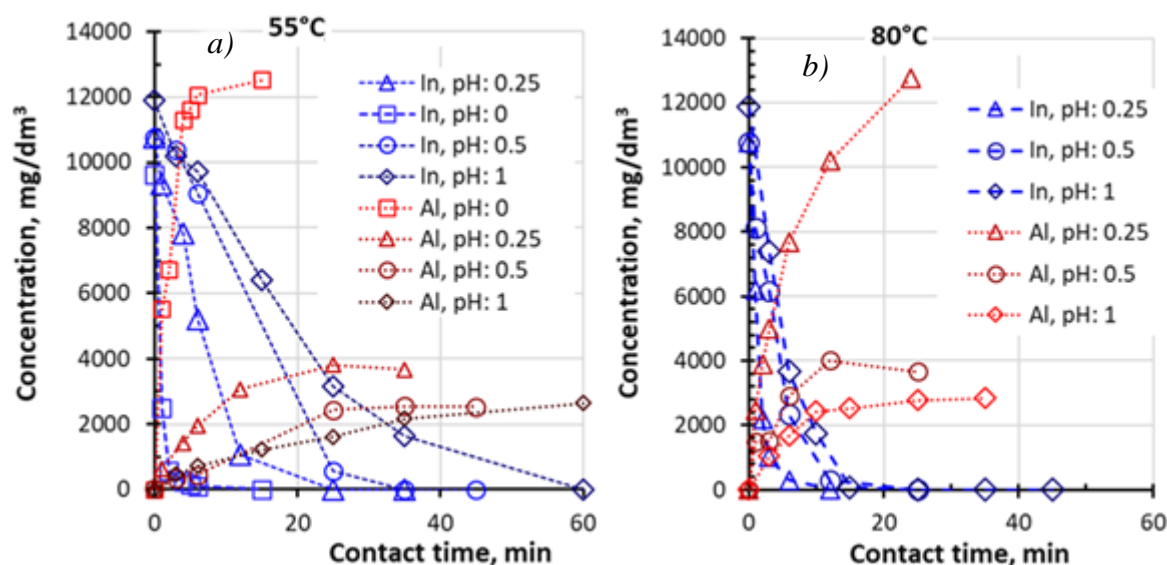 a)
55°C
14000
12000
10000
8000
6000
4000
2000
0
Concentration, mg/dm³
In, pH: 0.25
In, pH: 0
In, pH: 0.5
In, pH: 1
Al, pH: 0
Al, pH: 0.25
Al, pH: 0.5
Al, pH: 1
0 20 40 60
Contact time, min
b)
80°C
14000
12000
10000
8000
6000
4000
2000
0
Concentration, mg/dm³
In, pH: 0.25
In, pH: 0.5
In, pH: 1
Al, pH: 0.25
Al, pH: 0.5
Al, pH: 1
0 20 40 60
Contact time, min